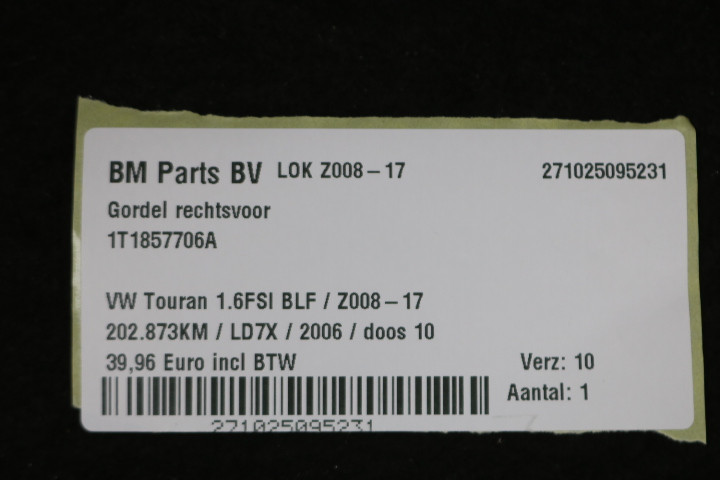 BM Parts BV LOK Z008-17 271025095231
Gordel rechtsvoor
1T1857706A
VW Touran 1.6FSI BLF / Z008-17
202.873KM / LD7X / 2006 / doos 10
39,96 Euro incl BTW Verz: 10
Aantal: 1
271025095231